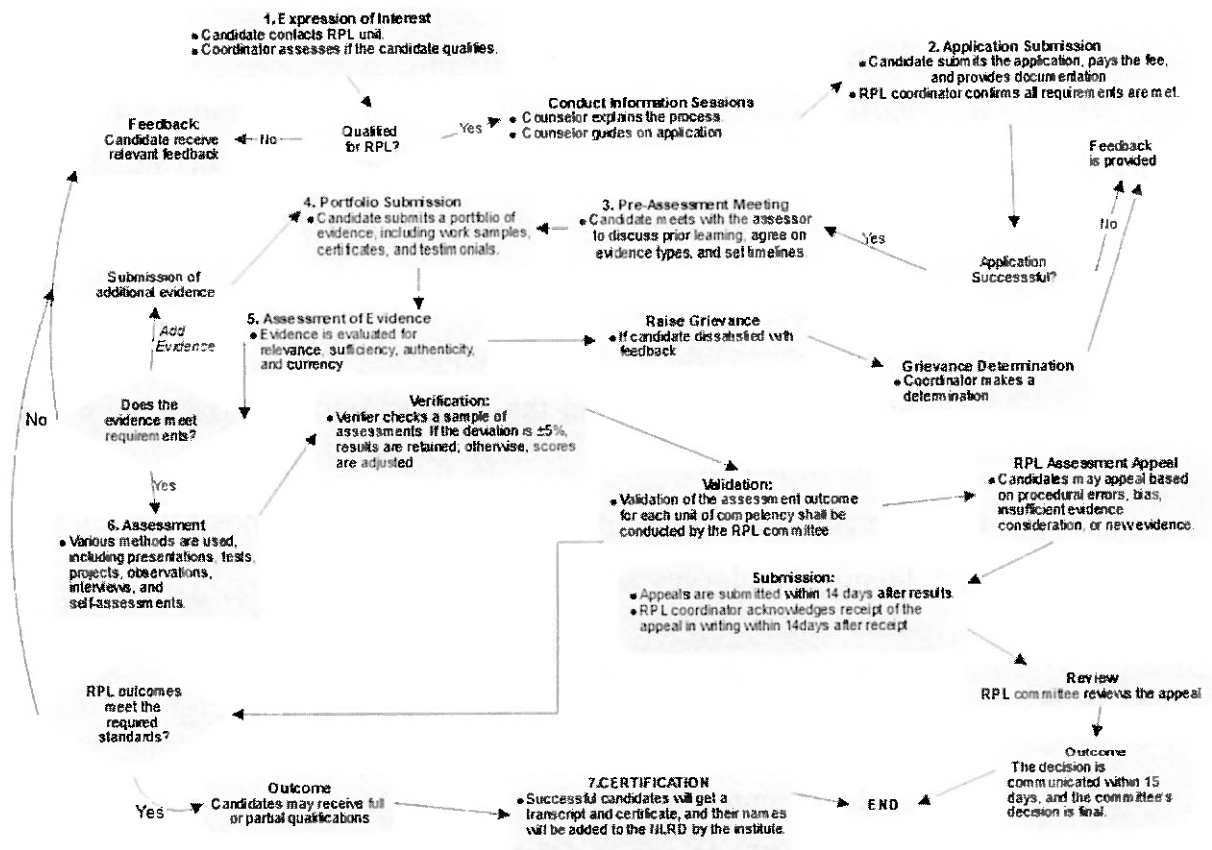 1. Expression of Interest
• Candidate contacts RPL unit.
• Coordinator assesses if the candidate qualifies.
2. Application Submission
• Candidate submits the application, pays the fee,
and provides documentation
• RPL coordinator confirms all requirements are met.
Conduct Information Sessions
• Counselor explains the process.
• Counselor guides on application
Yes
Qualified
for RPL?
No
Feedback:
Candidate receive
relevant feedback
Feedback
is provided
4. Portfolio Submission
• Candidate submits a portfolio of
evidence, including work samples,
certificates, and testimonials.
3. Pre-Assessment Meeting
• Candidate meets with the assessor
to discuss prior learning, agree on
evidence types, and set timelines.
Yes
No
Application
Successsful?
Submission of
additional evidence
Add
Evidence
5. Assessment of Evidence
• Evidence is evaluated for
relevance, sufficiency, authenticity,
and currency
Raise Grievance
• If candidate dissatisfied with
feedback
Grievance Determination
• Coordinator makes a
determination
No
Does the
evidence meet
requirements?
Verification:
• Verifier checks a sample of
assessments. If the deviation is ±5%,
results are retained; otherwise, scores
are adjusted
Yes
Validation:
• Validation of the assessment outcome
for each unit of competency shall be
conducted by the RPL committee
RPL Assessment Appeal
• Candidates may appeal based
on procedural errors, bias,
insufficient evidence
consideration, or new evidence.
6. Assessment
• Various methods are used,
including presentations, tests,
projects, observations,
interviews, and
self-assessments.
Submission:
• Appeals are submitted within 14 days after results.
• RPL coordinator acknowledges receipt of the
appeal in writing within 14days after receipt
RPL outcomes
meet the
required
standards?
Review
RPL committee reviews the appeal
Outcome
The decision is
communicated within 15
days, and the committee's
decision is final.
Yes
Outcome
Candidates may receive full
or partial qualifications
7.CERTIFICATION
• Successful candidates will get a
transcript and certificate, and their names
will be added to the NLRD by the institute.
END